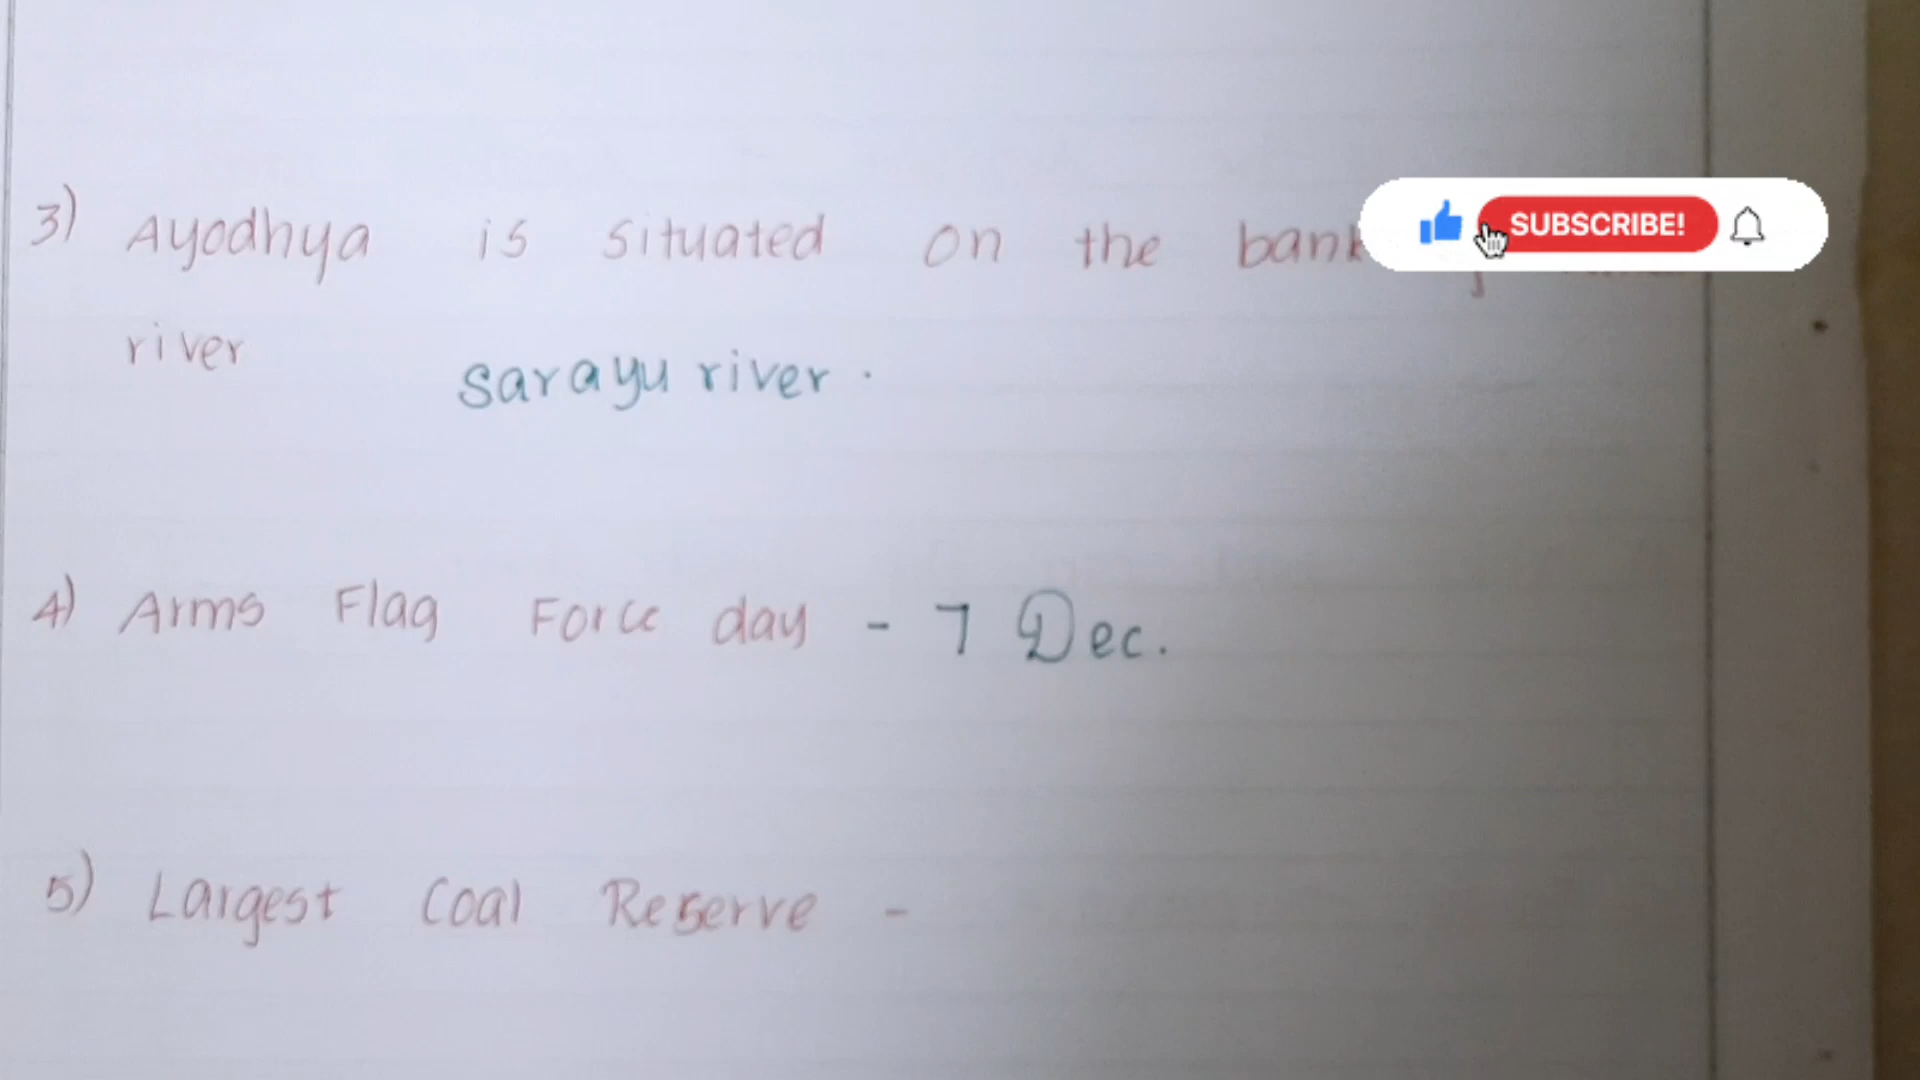 3) Ayodhya is situated on the bank
SUBSCRIBE!
river
Sarayu river.
4) Arms Flag Force day - 7 Dec.
5) Largest Coal Reserve -